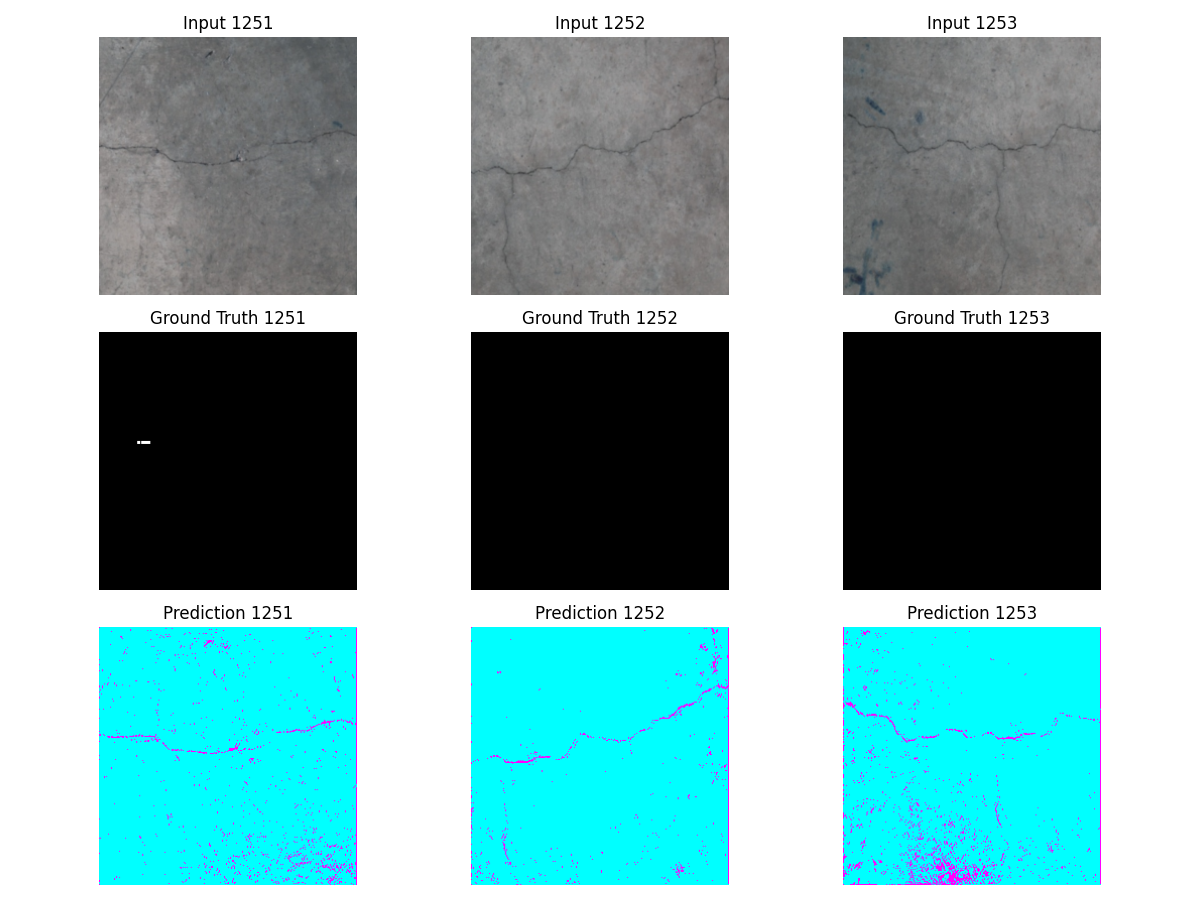 Input 1251
Input 1252
Input 1253
Ground Truth 1251
Ground Truth 1252
Ground Truth 1253
Prediction 1251
Prediction 1252
Prediction 1253